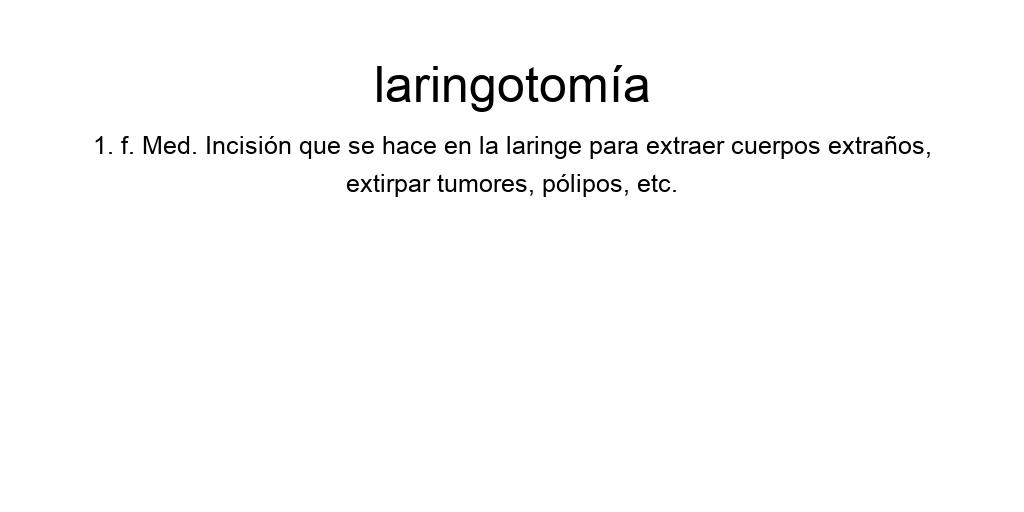 laringotomía
1. f. Med. Incisión que se hace en la laringe para extraer cuerpos extraños,
extirpar tumores, pólipos, etc.